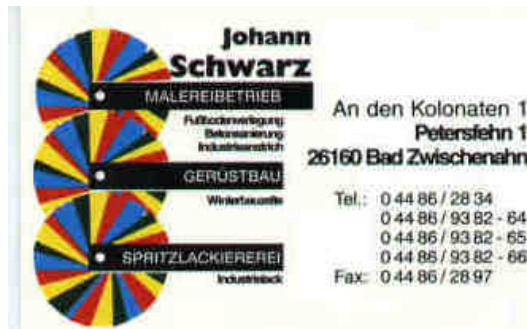 Johann
Schwarz
MALEREIBETRIEB
Fußbodenverlegung
Betonsanierung
Industrieanstrich
GERÜSTBAU
Winterbauzelte
SPRITZLACKIEREREI
Industrielack
An den Kolonaten 1
Petersfehn 1
26160 Bad Zwischenahn
Tel.: 0 44 86 / 28 34
0 44 86 / 93 82 - 64
0 44 86 / 93 82 - 65
0 44 86 / 93 82 - 66
Fax: 0 44 86 / 28 97